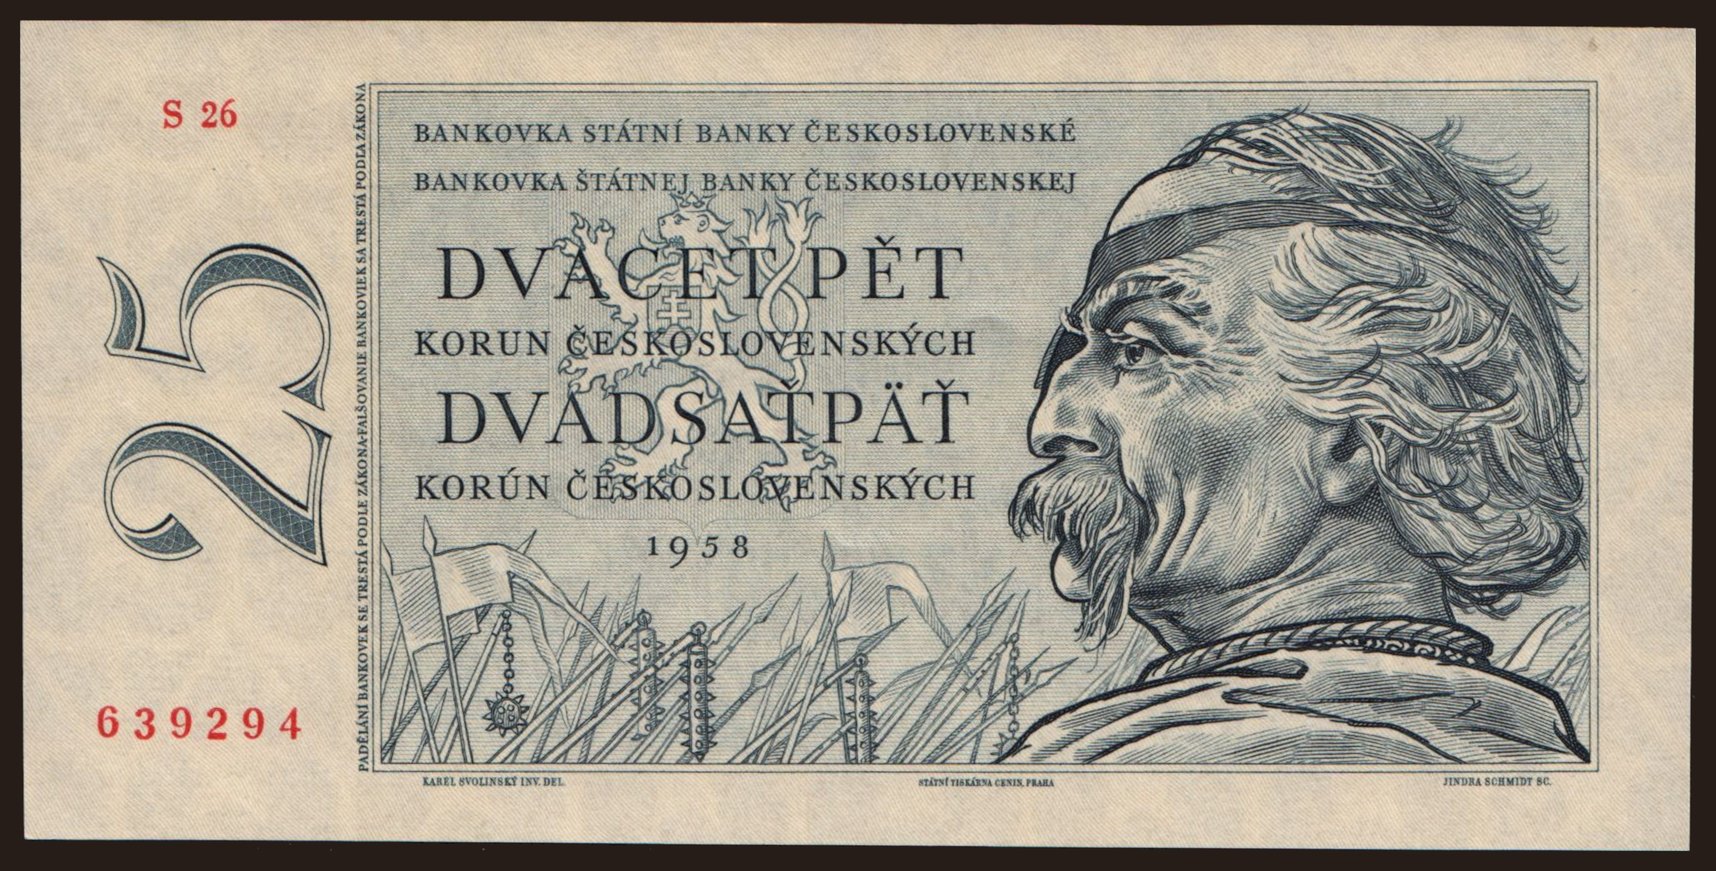 S 26
25
639294
PADĚLÁNÍ BANKOVEK SE TRESTÁ PODLE ZÁKONA-FALŠOVANIE BANKOVIEK SA TRESTÁ PODĽA ZÁKONA
BANKOVKA STÁTNÍ BANKY ČESKOSLOVENSKÉ
BANKOVKA ŠTÁTNEJ BANKY ČESKOSLOVENSKEJ
DVACET PĚT
KORUN ČESKOSLOVENSKÝCH
DVADSAŤPÄŤ
KORÚN ČESKOSLOVENSKÝCH
1958
KAREL SVOLINSKÝ INV. DEL.
STÁTNÍ TISKÁRNA CENIN, PRAHA
JINDRA SCHMIDT SC.